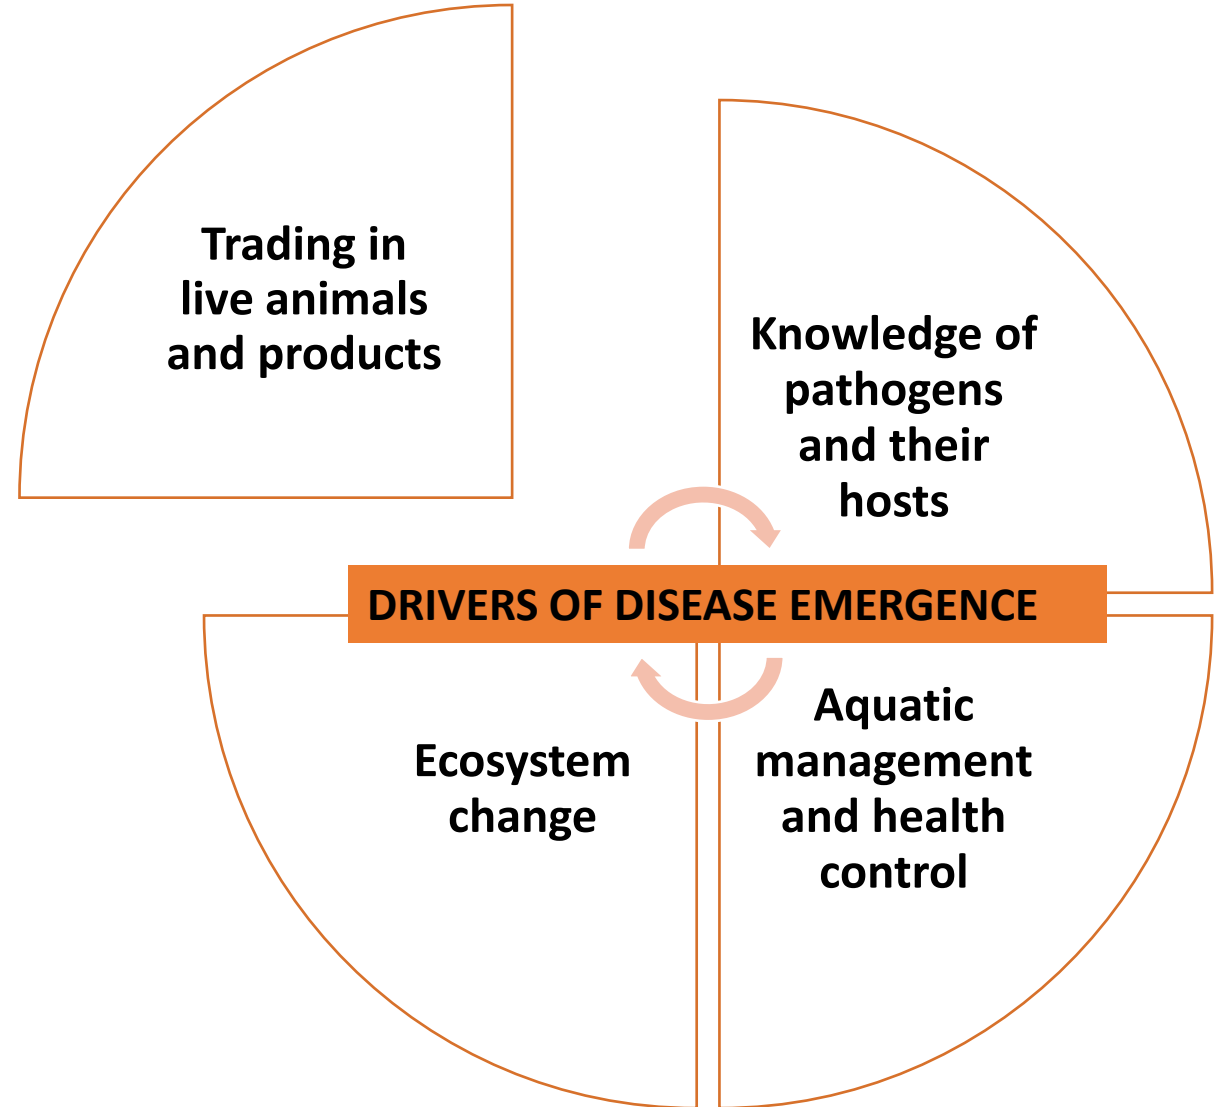 Trading in
live animals
and products
Knowledge of
pathogens
and their
hosts
DRIVERS OF DISEASE EMERGENCE
Ecosystem
change
Aquatic
management
and health
control